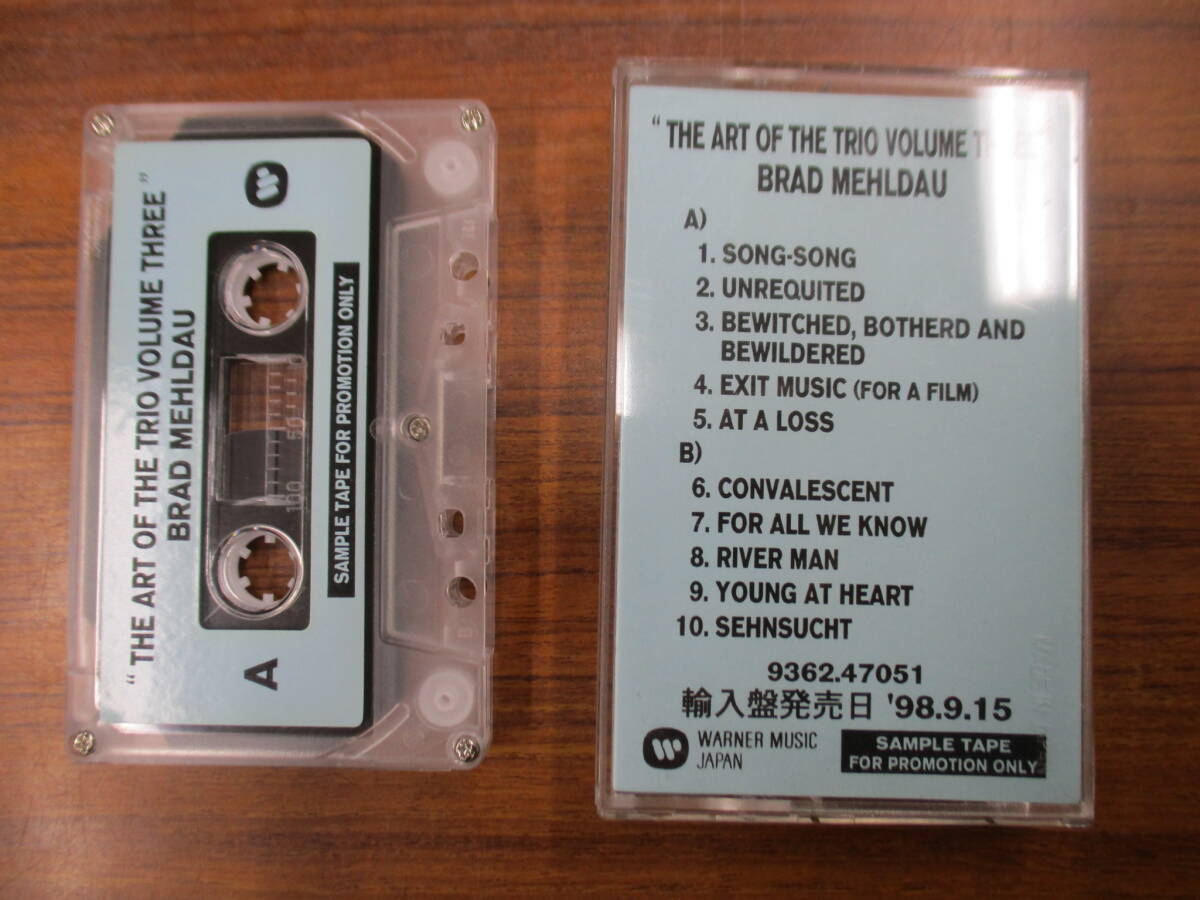 “THE ART OF THE TRIO VOLUME THREE”
BRAD MEHLDAU
A
SAMPLE TAPE FOR PROMOTION ONLY
0
50
100
“THE ART OF THE TRIO VOLUME
BRAD MEHLDAU
A)
1. SONG-SONG
2. UNREQUITED
3. BEWITCHED, BOTHERD AND
BEWILDERED
4. EXIT MUSIC (FOR A FILM)
5. AT A LOSS
B)
6. CONVALESCENT
7. FOR ALL WE KNOW
8. RIVER MAN
9. YOUNG AT HEART
10. SEHNSUCHT
9362.47051
輸入盤発売日 '98.9.15
WARNER MUSIC
JAPAN
SAMPLE TAPE
FOR PROMOTION ONLY